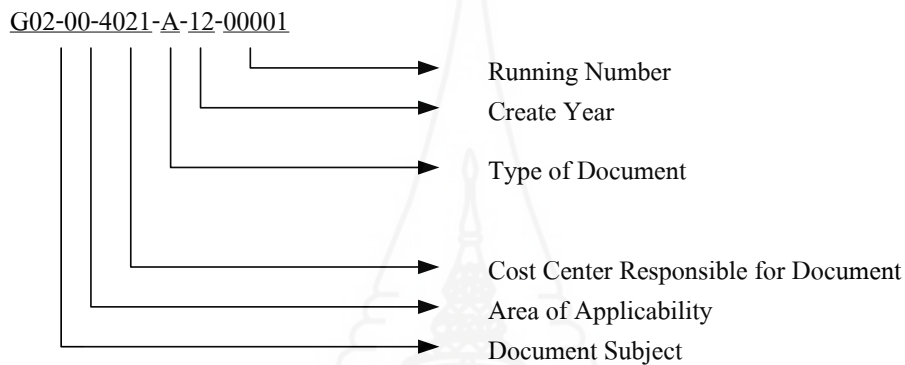 G02-00-4021-A-12-00001
Running Number
Create Year
Type of Document
Cost Center Responsible for Document
Area of Applicability
Document Subject